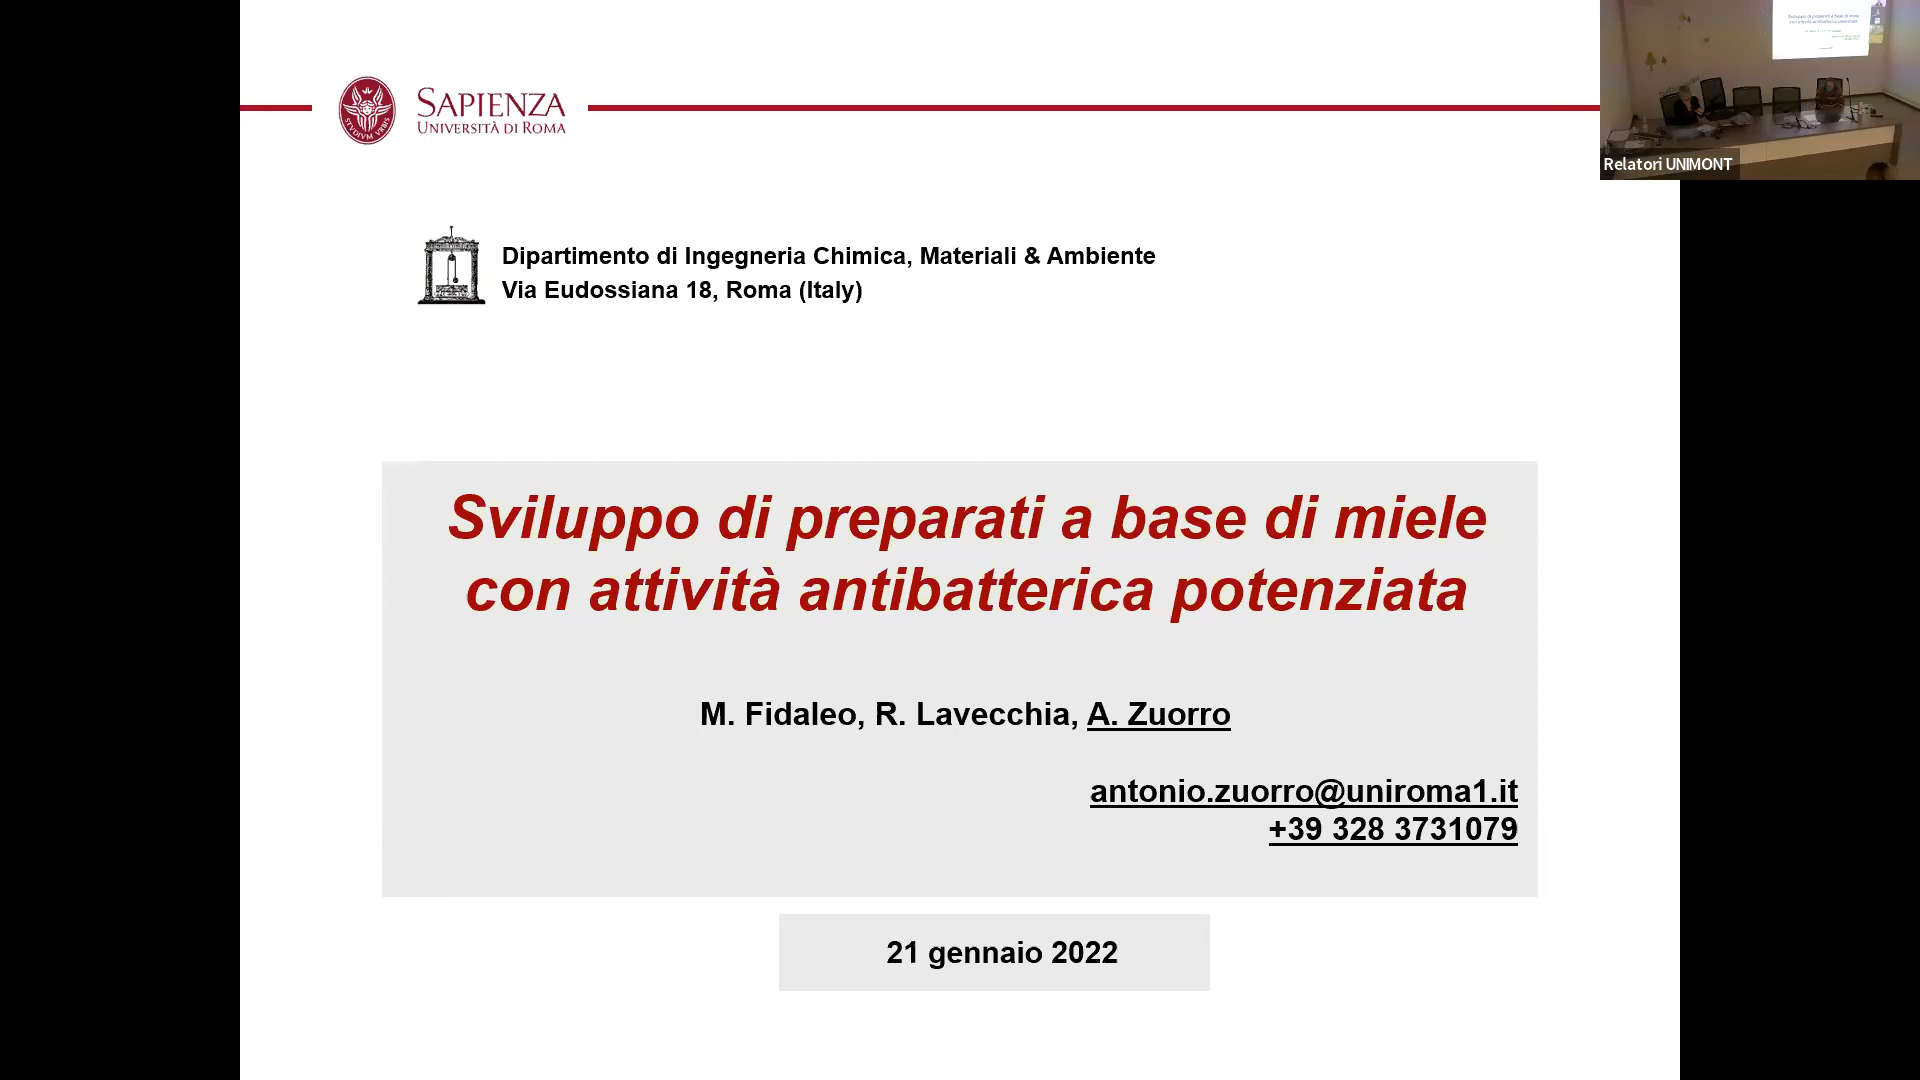 SAPIENZA
UNIVERSITÀ DI ROMA
STVDIVM VRBIS
Relatori UNIMONT
Dipartimento di Ingegneria Chimica, Materiali & Ambiente
Via Eudossiana 18, Roma (Italy)
Sviluppo di preparati a base di miele
con attività antibatterica potenziata
M. Fidaleo, R. Lavecchia, A. Zuorro
antonio.zuorro@uniroma1.it
+39 328 3731079
21 gennaio 2022